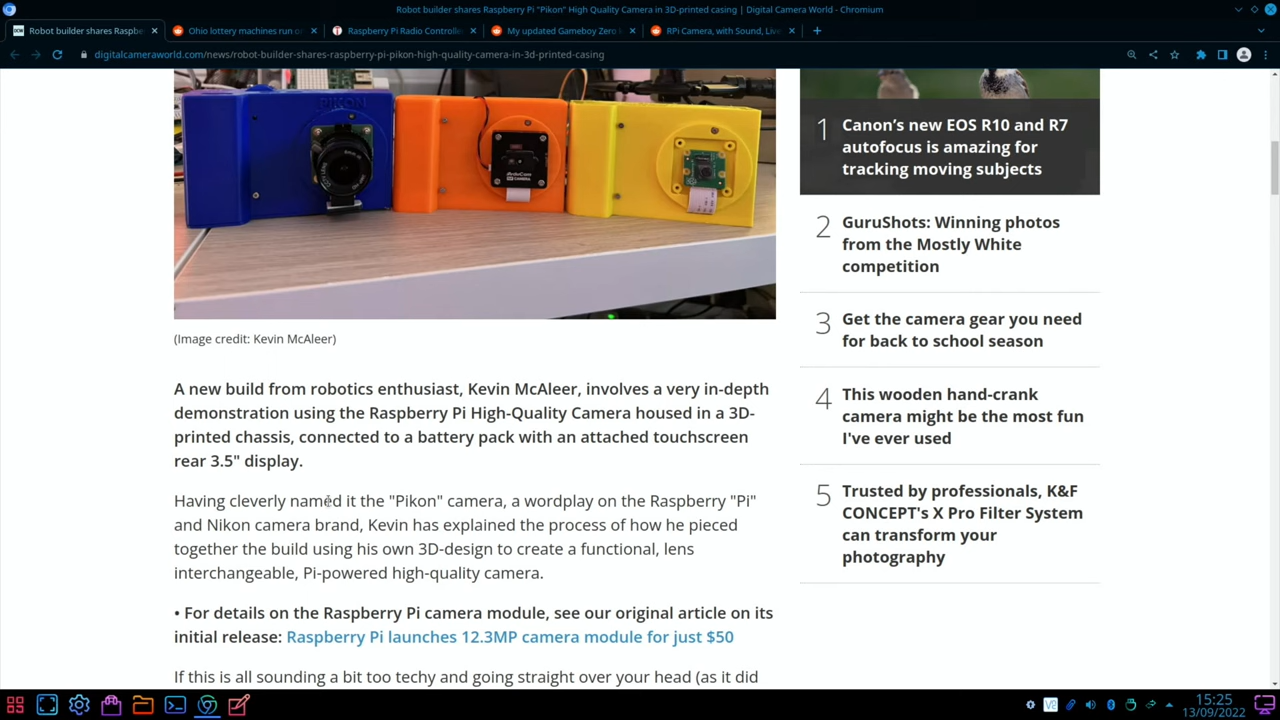 Robot builder shares Raspberry Pi "Pikon" High Quality Camera in 3D-printed casing | Digital Camera World - Chromium
Robot builder shares Raspbe
Ohio lottery machines run o
Raspberry Pi Radio Controlle
My updated Gameboy Zero
RPi Camera, with Sound, Live
digitalcameraworld.com/news/robot-builder-shares-raspberry-pi-pikon-high-quality-camera-in-3d-printed-casing
PIKON
ArduCam
CAMERA
(Image credit: Kevin McAleer)
A new build from robotics enthusiast, Kevin McAleer, involves a very in-depth
demonstration using the Raspberry Pi High-Quality Camera housed in a 3D-
printed chassis, connected to a battery pack with an attached touchscreen
rear 3.5" display.
Having cleverly named it the "Pikon" camera, a wordplay on the Raspberry "Pi"
and Nikon camera brand, Kevin has explained the process of how he pieced
together the build using his own 3D-design to create a functional, lens
interchangeable, Pi-powered high-quality camera.
• For details on the Raspberry Pi camera module, see our original article on its
initial release: Raspberry Pi launches 12.3MP camera module for just $50
If this is all sounding a bit too techy and going straight over your head (as it did
1 Canon's new EOS R10 and R7
autofocus is amazing for
tracking moving subjects
2 GuruShots: Winning photos
from the Mostly White
competition
3 Get the camera gear you need
for back to school season
4 This wooden hand-crank
camera might be the most fun
I've ever used
5 Trusted by professionals, K&F
CONCEPT's X Pro Filter System
can transform your
photography
V2
15:25
13/09/2022